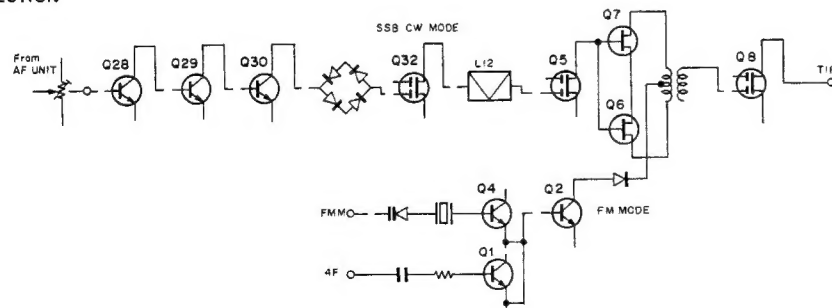 SSB CW MODE
From
AF UNIT
Q28
Q29
Q30
Q32
L12
Q5
Q7
Q6
Q8
FMM
Q4
Q2
FM MODE
4F
Q1